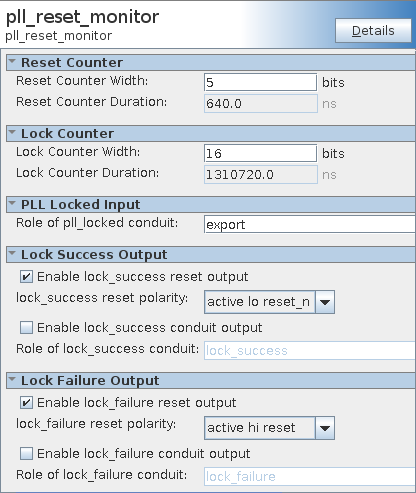 pll_reset_monitor
pll_reset_monitor
Details
Reset Counter
Reset Counter Width: 5 bits
Reset Counter Duration: 640.0 ns
Lock Counter
Lock Counter Width: 16 bits
Lock Counter Duration: 1310720.0 ns
PLL Locked Input
Role of pll_locked conduit: export
Lock Success Output
Enable lock_success reset output
lock_success reset polarity: active lo reset_n
Enable lock_success conduit output
Role of lock_success conduit: lock_success
Lock Failure Output
Enable lock_failure reset output
lock_failure reset polarity: active hi reset
Enable lock_failure conduit output
Role of lock_failure conduit: lock_failure